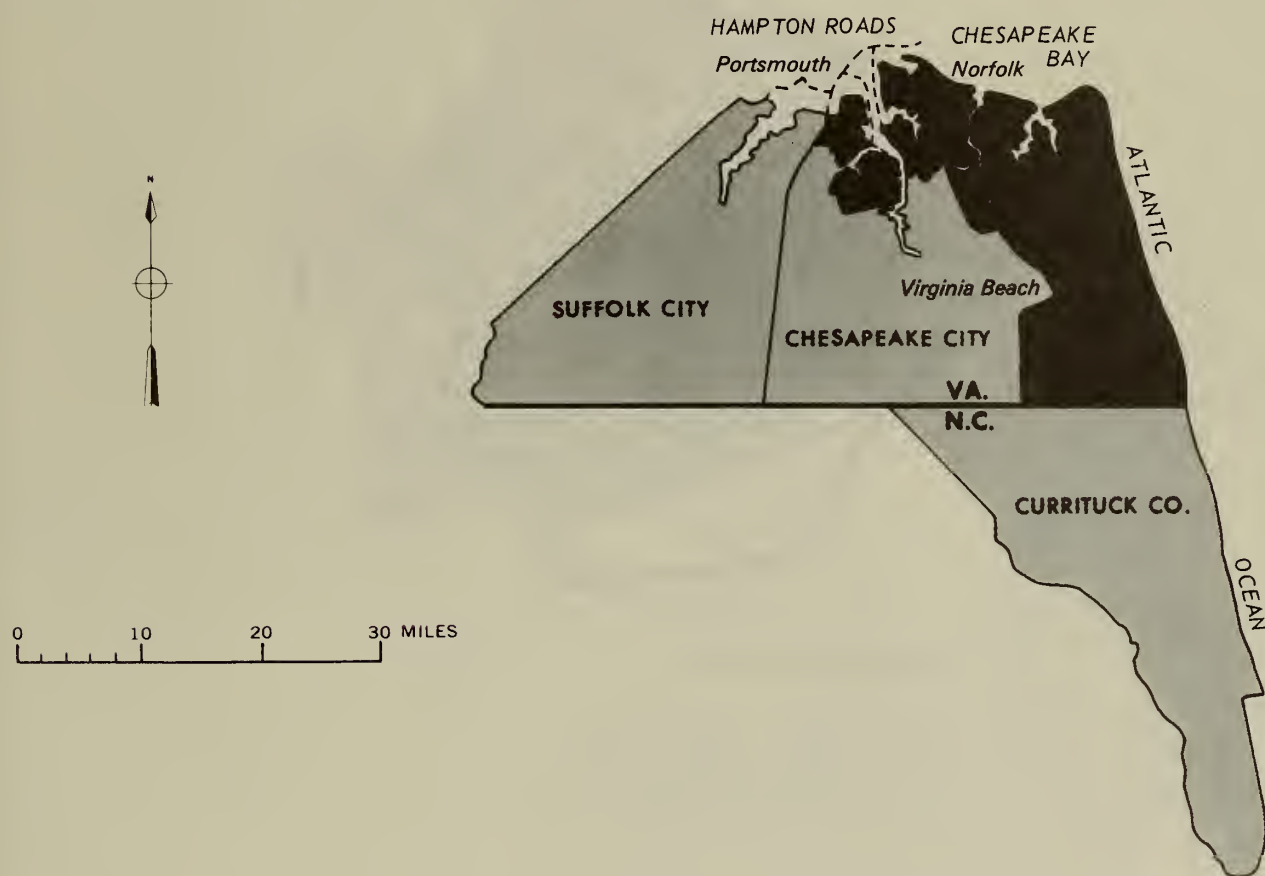 HAMPTON ROADS
CHESAPEAKE
BAY
Portsmouth
Norfolk
ATLANTIC
N
Virginia Beach
SUFFOLK CITY
CHESAPEAKE CITY
VA.
N.C.
CURRITUCK CO.
OCEAN
0 10 20 30 MILES